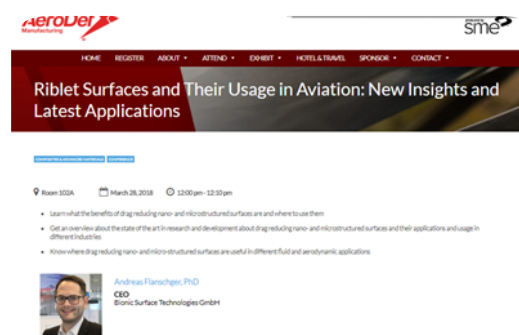 AeroDef
Manufacturing
sme
HOME REGISTER ABOUT ATTEND EXHIBIT HOTEL & TRAVEL SPONSOR CONTACT
Riblet Surfaces and Their Usage in Aviation: New Insights and
Latest Applications
COMPOSITES & ADVANCED MATERIALS CONFERENCE
Room 102A March 28, 2018 12:00 pm - 12:10 pm
Learn what the benefits of drag reducing nano- and microstructured surfaces are and where to use them
Get an overview about the state of the art in research and development about drag reducing nano- and microstructured surfaces and their applications and usage in
different industries
Know where drag reducing nano- and micro-structured surfaces are useful in different fluid and aerodynamic applications
Andreas Flanschger, PhD
CEO
Bionic Surface Technologies GmbH